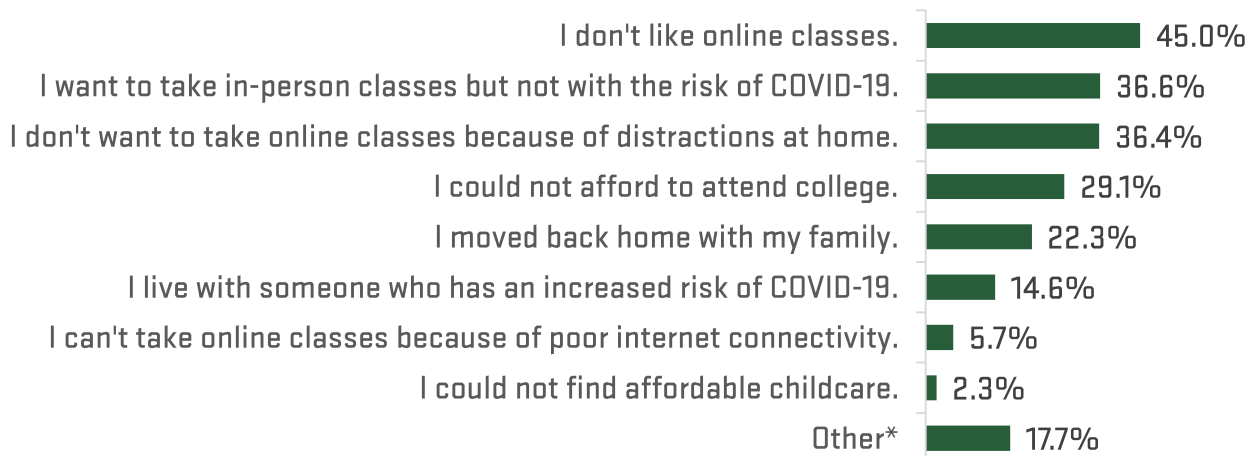 I don't like online classes. 45.0%
I want to take in-person classes but not with the risk of COVID-19. 36.6%
I don't want to take online classes because of distractions at home. 36.4%
I could not afford to attend college. 29.1%
I moved back home with my family. 22.3%
I live with someone who has an increased risk of COVID-19. 14.6%
I can't take online classes because of poor internet connectivity. 5.7%
I could not find affordable childcare. 2.3%
Other* 17.7%